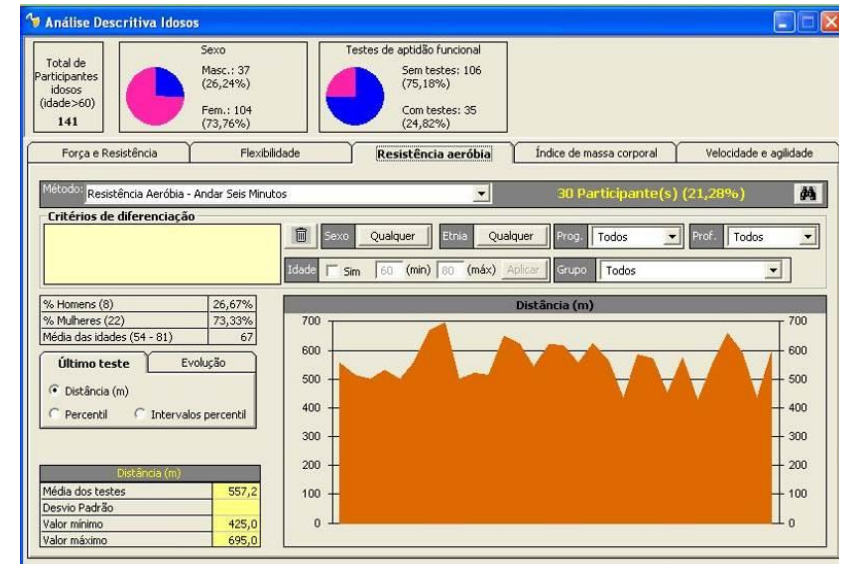 Análise Descritiva Idosos
Total de
Participantes
idosos
(idade>60)
141
Sexo
Masc.: 37
(26,24%)
Fem.: 104
(73,76%)
Testes de aptidão funcional
Sem testes: 106
(75,18%)
Com testes: 35
(24,82%)
Força e Resistência
Flexibilidade
Resistência aeróbia
Índice de massa corporal
Velocidade e agilidade
Método: Resistência Aeróbia - Andar Seis Minutos
30 Participante(s) (21,28%)
Critérios de diferenciação
Sexo Qualquer Etnia Qualquer Prog. Todos Prof. Todos
Idade Sim 60 (min) 80 (máx) Aplicar Grupo Todos
% Homens (8) 26,67%
% Mulheres (22) 73,33%
Média das idades (54 - 81) 67
Último teste Evolução
Distância (m)
Percentil Intervalos percentil
Distância (m)
Média dos testes 557,2
Desvio Padrão
Valor mínimo 425,0
Valor máximo 695,0
Distância (m)
700 700
600 600
500 500
400 400
300 300
200 200
100 100
0 0